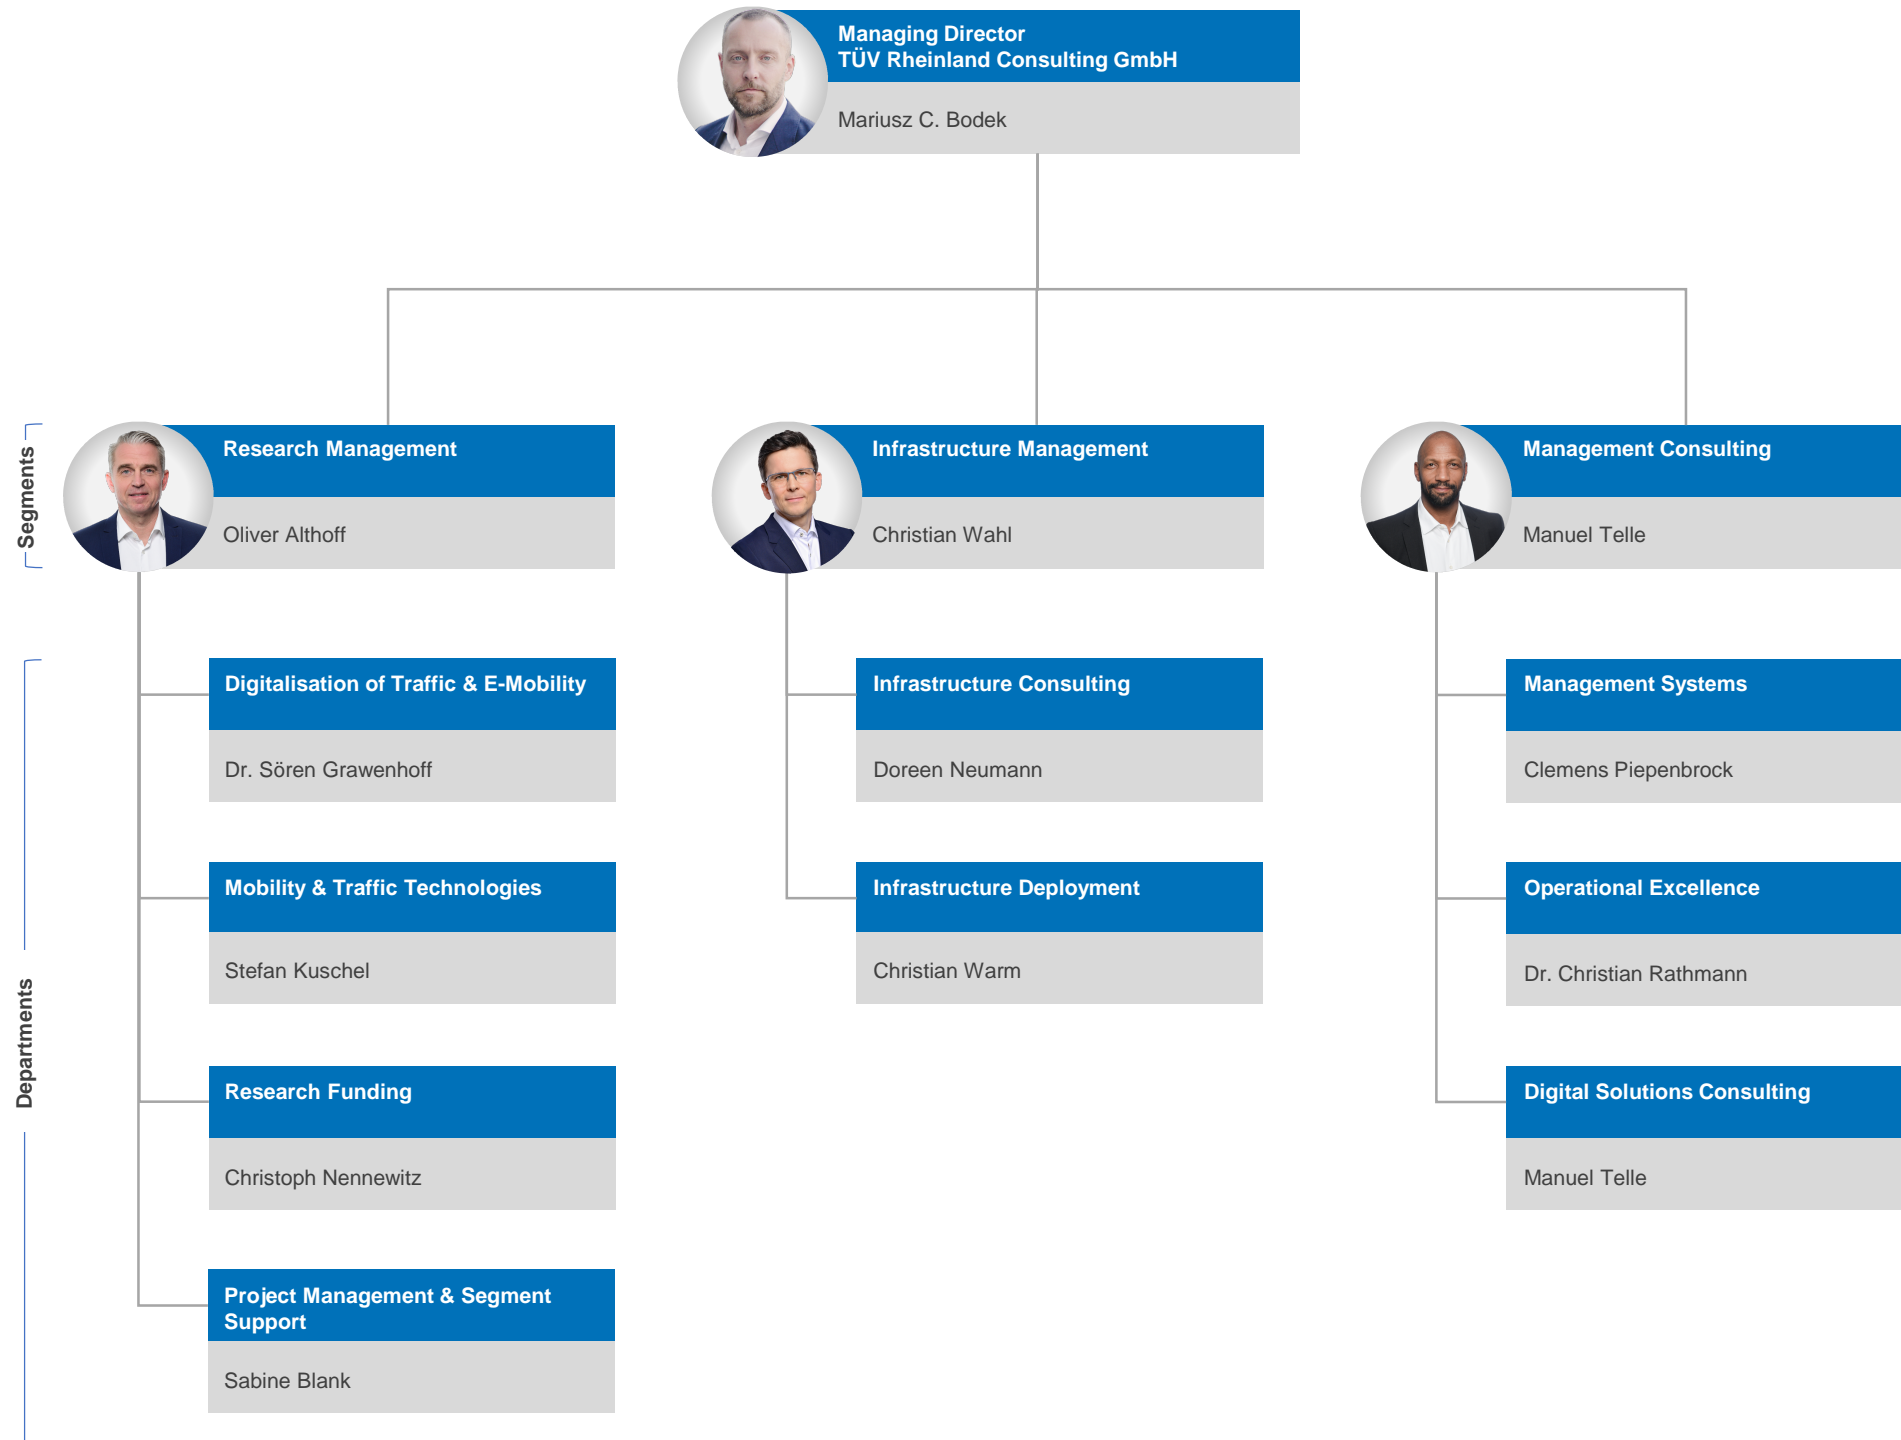 Managing Director
TÜV Rheinland Consulting GmbH
Mariusz C. Bodek
Segments
Research Management
Oliver Althoff
Infrastructure Management
Christian Wahl
Management Consulting
Manuel Telle
Departments
Digitalisation of Traffic & E-Mobility
Dr. Sören Grawenhoff
Mobility & Traffic Technologies
Stefan Kuschel
Research Funding
Christoph Nennewitz
Project Management & Segment
Support
Sabine Blank
Infrastructure Consulting
Doreen Neumann
Infrastructure Deployment
Christian Warm
Management Systems
Clemens Piepenbrock
Operational Excellence
Dr. Christian Rathmann
Digital Solutions Consulting
Manuel Telle